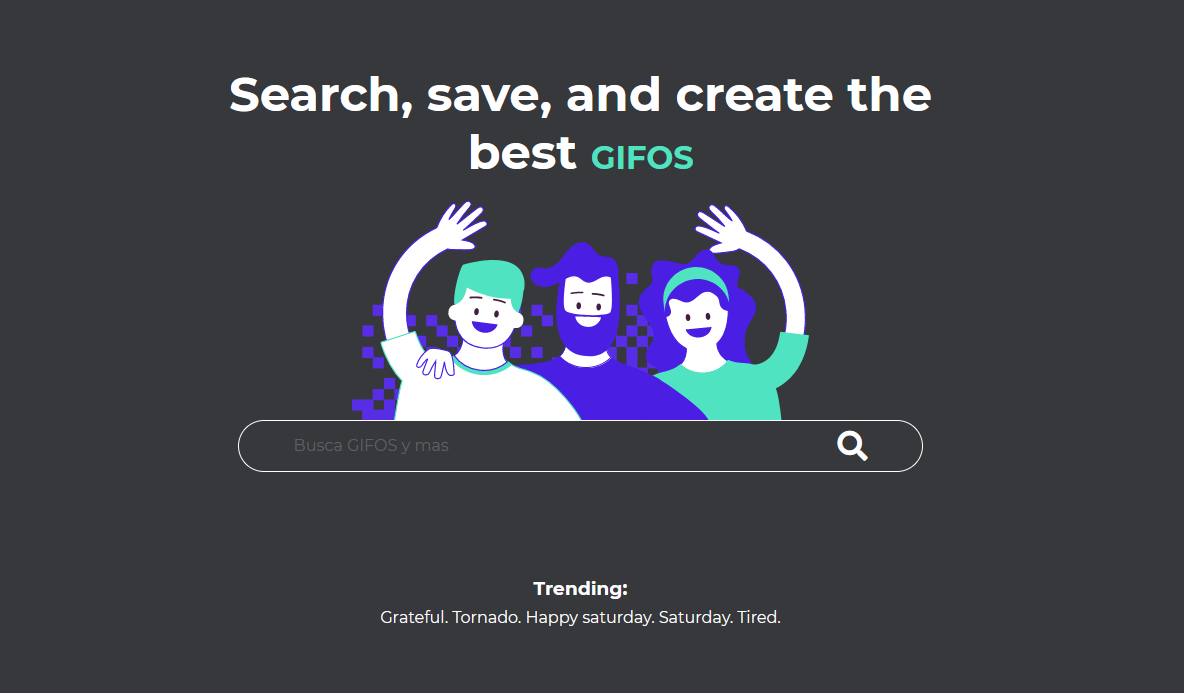 Search, save, and create the
best GIFOS
Busca GIFOS y mas
Trending:
Grateful. Tornado. Happy saturday. Saturday. Tired.